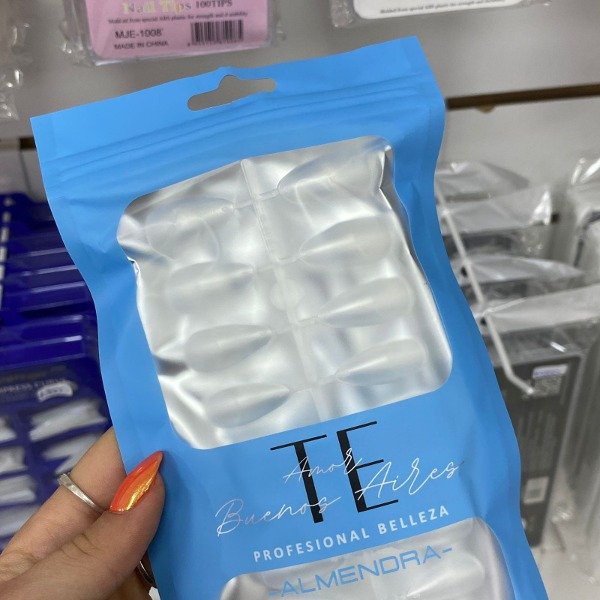 Nail Tips 100TIPS
MJE-1008
MADE IN CHINA
TE
Amor
Buenos Aires
PROFESIONAL BELLEZA
-ALMENDRA-